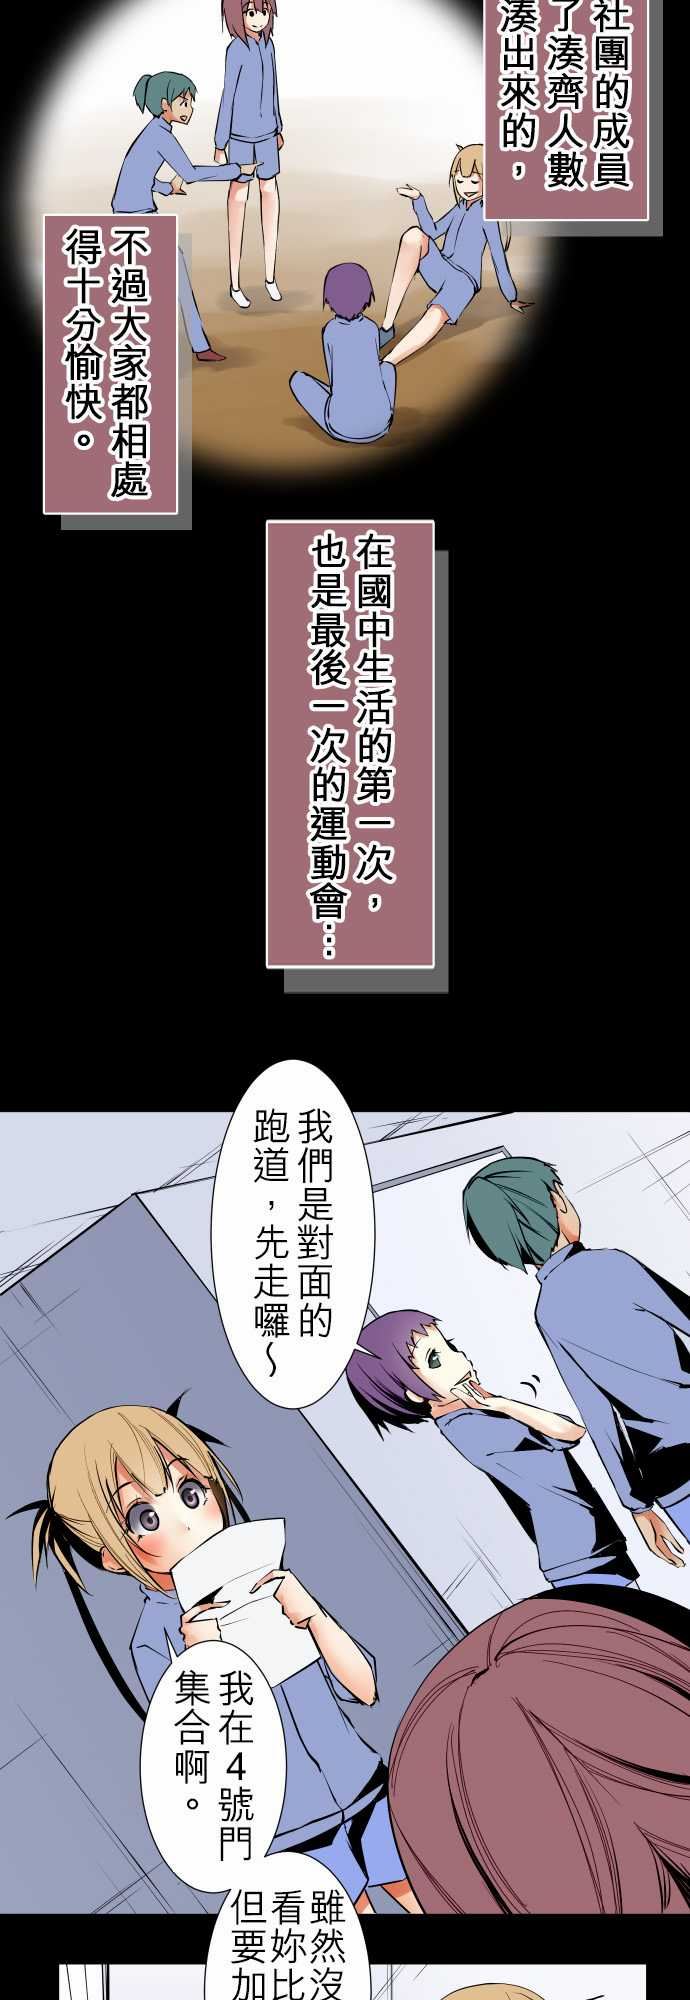 社團的成員
了湊齊人數
湊出來的，
不過大家都相處
得十分愉快。
在國中生活的第一次，
也是最後一次的運動會…
我們是對面的
跑道，先走囉～
我在4號門
集合啊。
雖然沒
看妳比
但要加